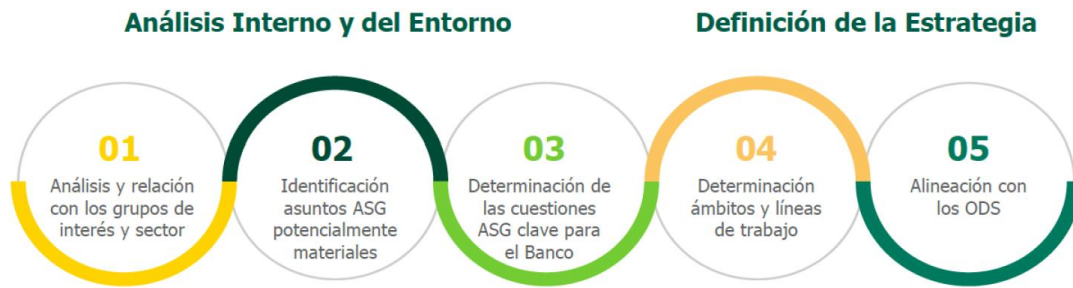 Análisis Interno y del Entorno
Definición de la Estrategia
01
Análisis y relación
con los grupos de
interés y sector
02
Identificación
asuntos ASG
potencialmente
materiales
03
Determinación de
las cuestiones
ASG clave para
el Banco
04
Determinación
ámbitos y líneas
de trabajo
05
Alineación con
los ODS